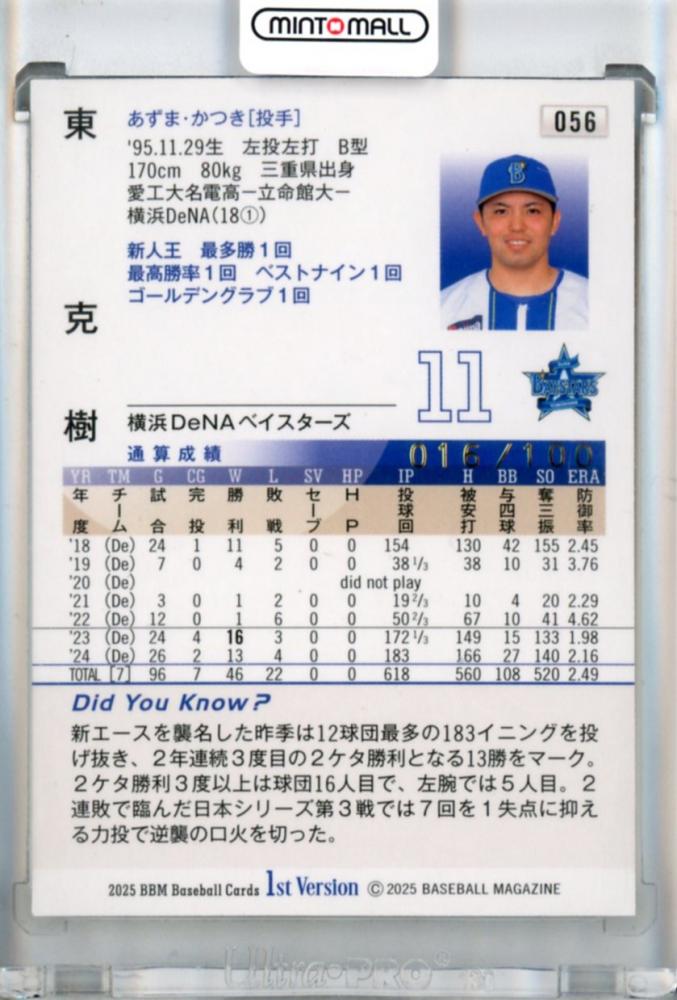 MINTOMALL
056
東克樹
あずま・かつき[投手]
'95.11.29生 左投左打 B型
170cm 80kg 三重県出身
愛工大名電高ー立命館大ー
横浜DeNA(18①)
新人王 最多勝1回
最高勝率1回 ベストナイン1回
ゴールデングラブ1回
B
11
BAYSTARS
横浜DeNAベイスターズ
通算成績
016/100
YR TM G CG W L SV HP IP H BB SO ERA
年度 チーム 試合 完投 勝利 敗戦 セーブ HP 投球回 被安打 与四球 奪三振 防御率
'18 (De) 24 1 11 5 0 0 154 130 42 155 2.45
'19 (De) 7 0 4 2 0 0 38 1/3 38 10 31 3.76
'20 (De) did not play
'21 (De) 3 0 1 2 0 0 19 2/3 10 4 20 2.29
'22 (De) 12 0 1 6 0 0 50 2/3 67 10 41 4.62
'23 (De) 24 4 16 3 0 0 172 1/3 149 15 133 1.98
'24 (De) 26 2 13 4 0 0 183 166 27 140 2.16
TOTAL [7] 96 7 46 22 0 0 618 560 108 520 2.49
Did You Know?
新エースを襲名した昨季は12球団最多の183イニングを投
げ抜き、2年連続3度目の2ケタ勝利となる13勝をマーク。
2ケタ勝利3度以上は球団16人目で、左腕では5人目。2
連敗で臨んだ日本シリーズ第3戦では7回を1失点に抑え
る力投で逆襲の口火を切った。
2025 BBM Baseball Cards 1st Version ©2025 BASEBALL MAGAZINE
Ultra·PRO®